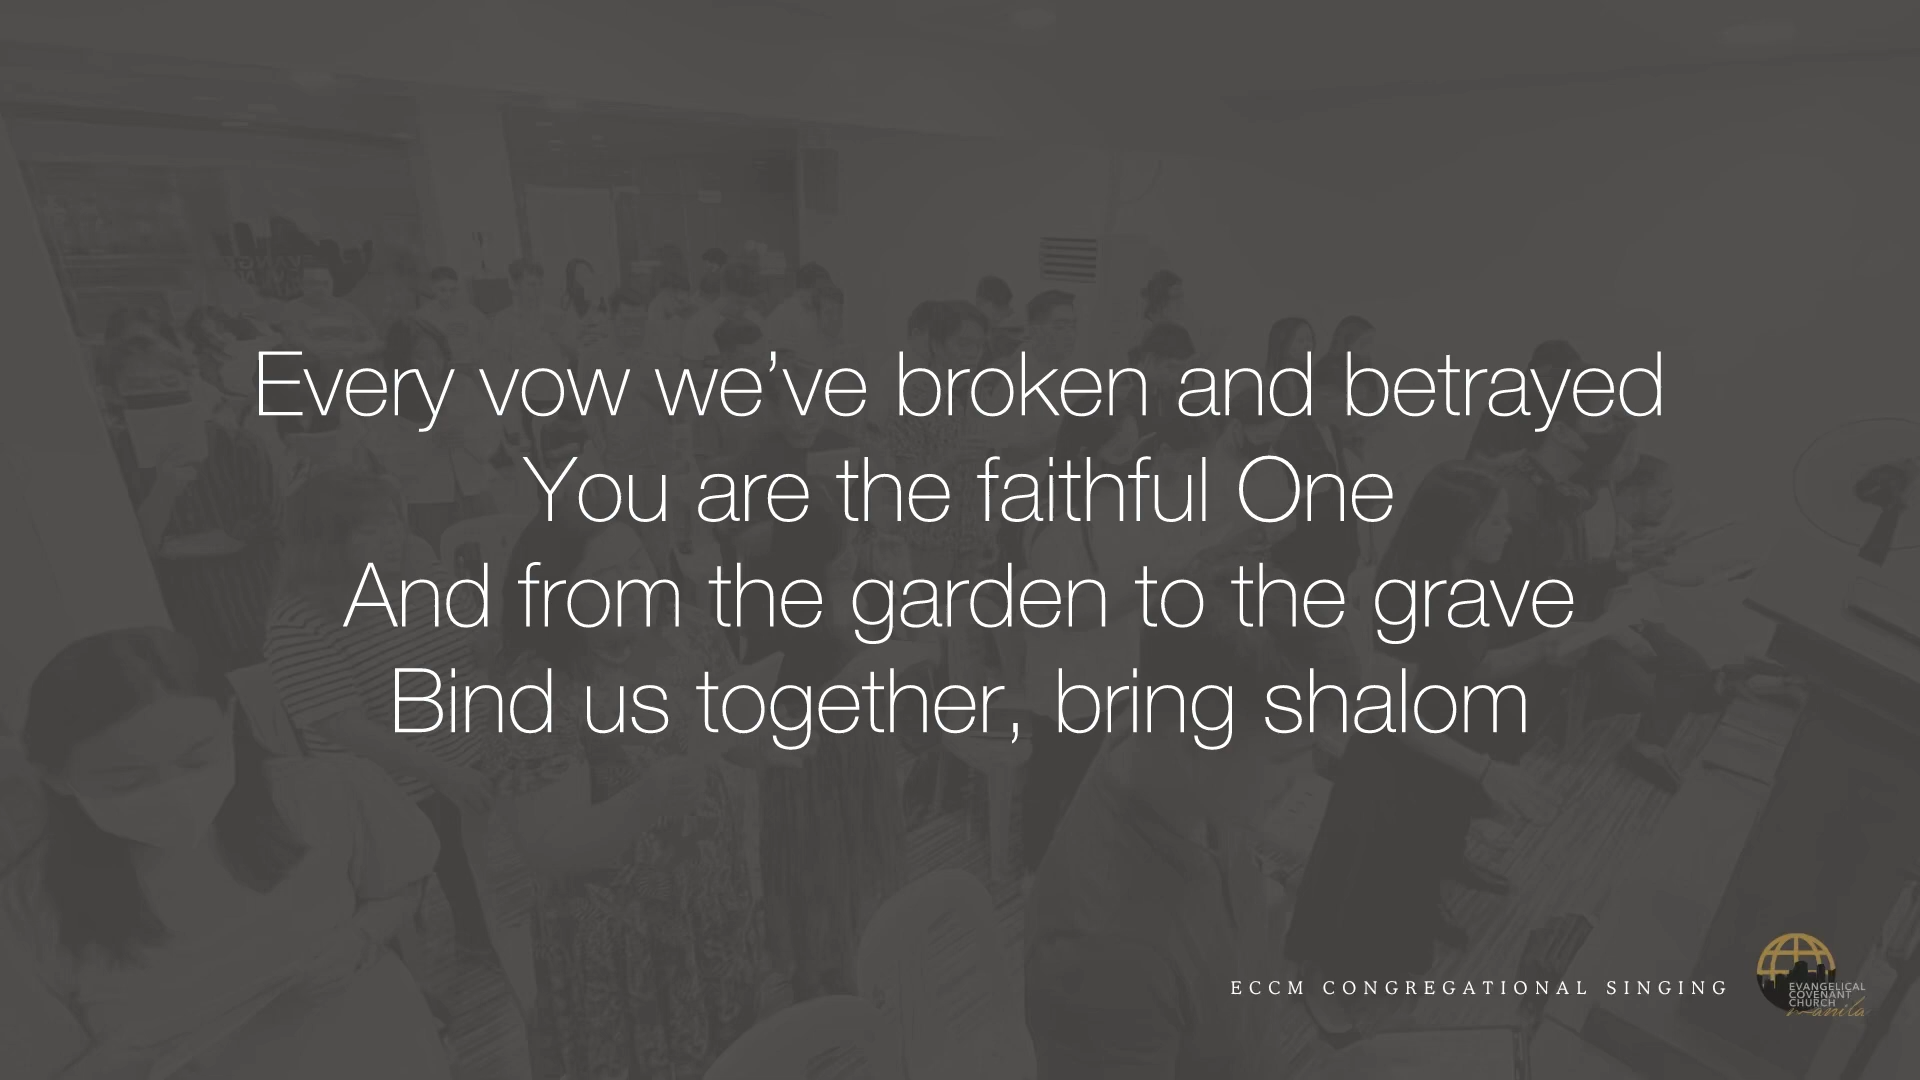 Every vow we’ve broken and betrayed
You are the faithful One
And from the garden to the grave
Bind us together, bring shalom
ECCM CONGREGATIONAL SINGING
EVANGELICAL
COVENANT
CHURCH
Manila